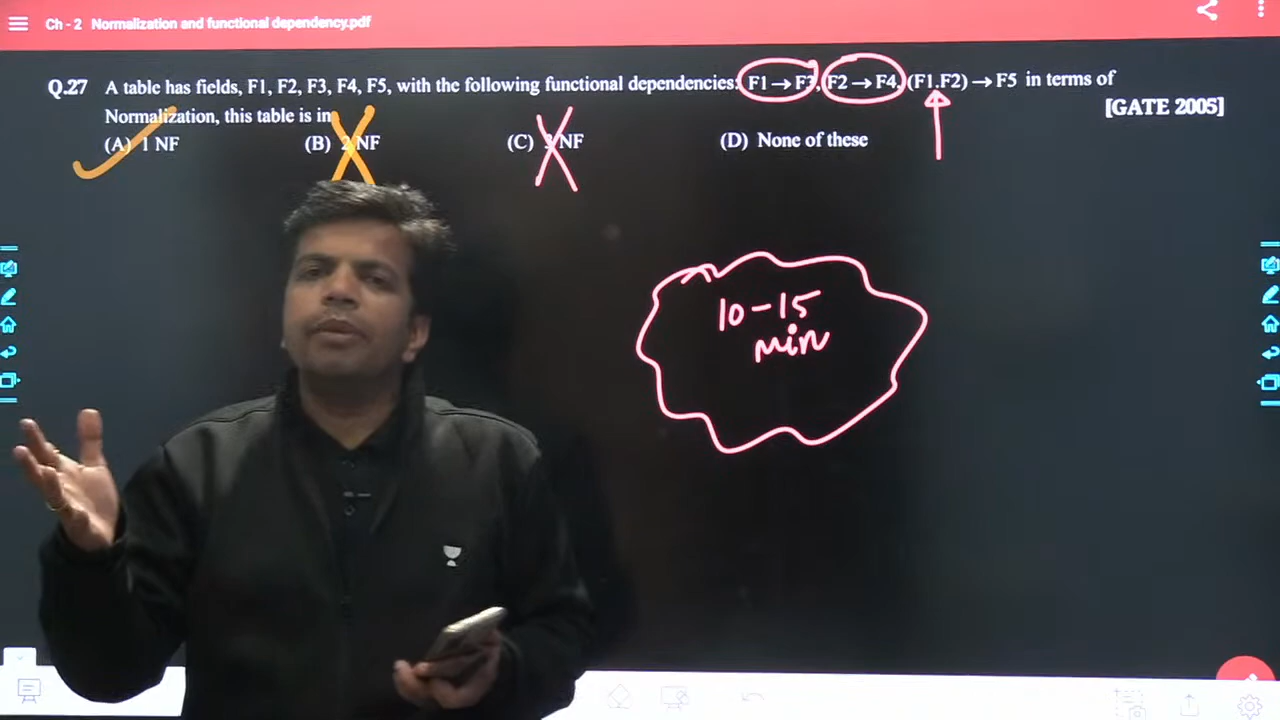 Ch - 2 Normalization and functional dependency.pdf
Q.27 A table has fields, F1, F2, F3, F4, F5, with the following functional dependencies: F1 → F3, F2 → F4, (F1.F2) → F5 in terms of
Normalization, this table is in
[GATE 2005]
(A) 1 NF (B) 2 NF (C) 3 NF (D) None of these
10-15
min